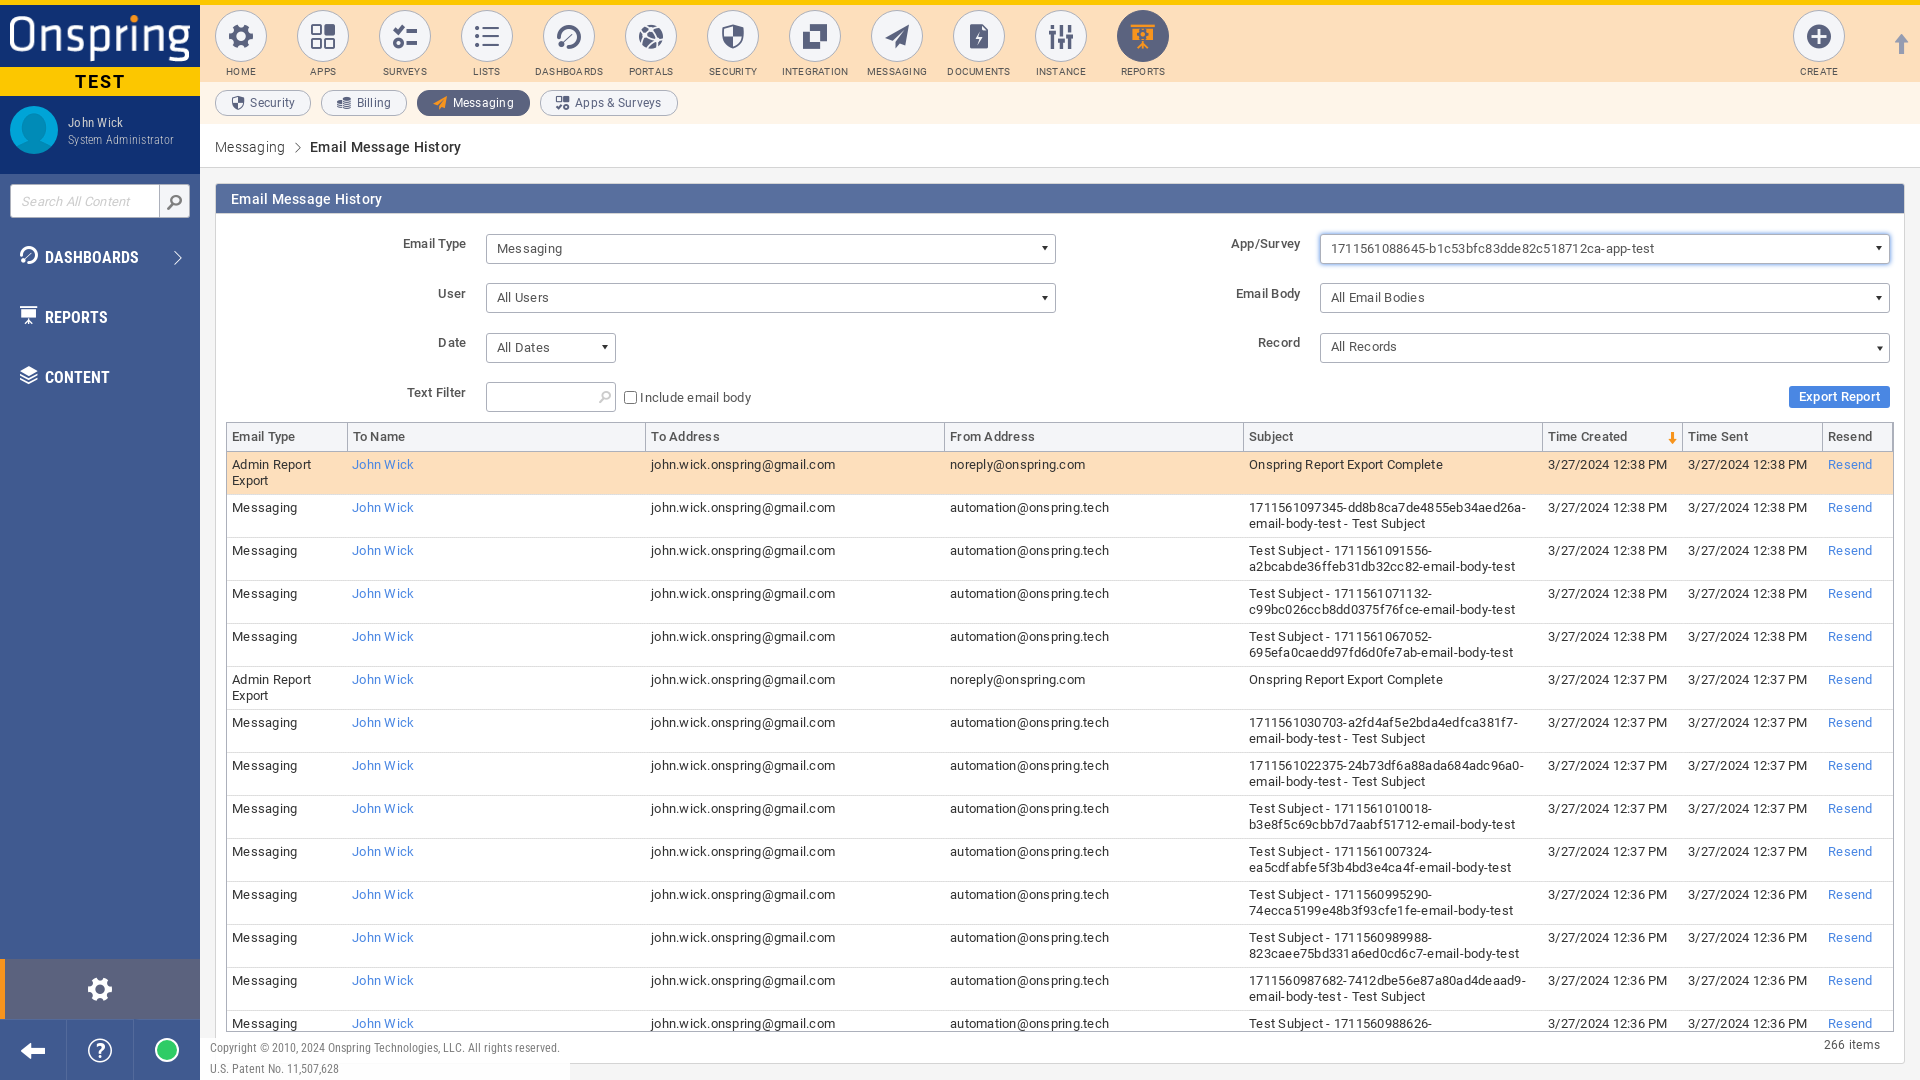 Onspring
TEST
John Wick
System Administrator
Search All Content
DASHBOARDS
REPORTS
CONTENT
HOME
APPS
SURVEYS
LISTS
DASHBOARDS
PORTALS
SECURITY
INTEGRATION
MESSAGING
DOCUMENTS
INSTANCE
REPORTS
CREATE
Security
Billing
Messaging
Apps & Surveys
Messaging
Email Message History
Email Message History
Email Type Messaging App/Survey 1711561088645-b1c53bfc83dde82c518712ca-app-test
User All Users Email Body All Email Bodies
Date All Dates Record All Records
Text Filter Include email body Export Report
Email Type To Name To Address From Address Subject Time Created Time Sent Resend
Admin Report John Wick john.wick.onspring@gmail.com noreply@onspring.com Onspring Report Export Complete 3/27/2024 12:38 PM 3/27/2024 12:38 PM Resend
Export
Messaging John Wick john.wick.onspring@gmail.com automation@onspring.tech 1711561097345-dd8b8ca7de4855eb34aed26a- 3/27/2024 12:38 PM 3/27/2024 12:38 PM Resend
email-body-test - Test Subject
Messaging John Wick john.wick.onspring@gmail.com automation@onspring.tech Test Subject - 1711561091556- 3/27/2024 12:38 PM 3/27/2024 12:38 PM Resend
a2bcabde36ffeb31db32cc82-email-body-test
Messaging John Wick john.wick.onspring@gmail.com automation@onspring.tech Test Subject - 1711561071132- 3/27/2024 12:38 PM 3/27/2024 12:38 PM Resend
c99bc026ccb8dd0375f76fce-email-body-test
Messaging John Wick john.wick.onspring@gmail.com automation@onspring.tech Test Subject - 1711561067052- 3/27/2024 12:38 PM 3/27/2024 12:38 PM Resend
695efa0caedd97fd6d0fe7ab-email-body-test
Admin Report John Wick john.wick.onspring@gmail.com noreply@onspring.com Onspring Report Export Complete 3/27/2024 12:37 PM 3/27/2024 12:37 PM Resend
Export
Messaging John Wick john.wick.onspring@gmail.com automation@onspring.tech 1711561030703-a2fd4af5e2bda4edfca381f7- 3/27/2024 12:37 PM 3/27/2024 12:37 PM Resend
email-body-test - Test Subject
Messaging John Wick john.wick.onspring@gmail.com automation@onspring.tech 1711561022375-24b73df6a88ada684adc96a0- 3/27/2024 12:37 PM 3/27/2024 12:37 PM Resend
email-body-test - Test Subject
Messaging John Wick john.wick.onspring@gmail.com automation@onspring.tech Test Subject - 1711561010018- 3/27/2024 12:37 PM 3/27/2024 12:37 PM Resend
b3e8f5c69cbb7d7aabf51712-email-body-test
Messaging John Wick john.wick.onspring@gmail.com automation@onspring.tech Test Subject - 1711561007324- 3/27/2024 12:37 PM 3/27/2024 12:37 PM Resend
ea5cdfabfe5f3b4bd3e4ca4f-email-body-test
Messaging John Wick john.wick.onspring@gmail.com automation@onspring.tech Test Subject - 1711560995290- 3/27/2024 12:36 PM 3/27/2024 12:36 PM Resend
74ecca5199e48b3f93cfe1fe-email-body-test
Messaging John Wick john.wick.onspring@gmail.com automation@onspring.tech Test Subject - 1711560989988- 3/27/2024 12:36 PM 3/27/2024 12:36 PM Resend
823caee75bd331a6ed0cd6c7-email-body-test
Messaging John Wick john.wick.onspring@gmail.com automation@onspring.tech 1711560987682-7412dbe56e87a80ad4deaad9- 3/27/2024 12:36 PM 3/27/2024 12:36 PM Resend
email-body-test - Test Subject
Messaging John Wick john.wick.onspring@gmail.com automation@onspring.tech Test Subject - 1711560988626- 3/27/2024 12:36 PM 3/27/2024 12:36 PM Resend
266 items
Copyright © 2010, 2024 Onspring Technologies, LLC. All rights reserved.
U.S. Patent No. 11,507,628